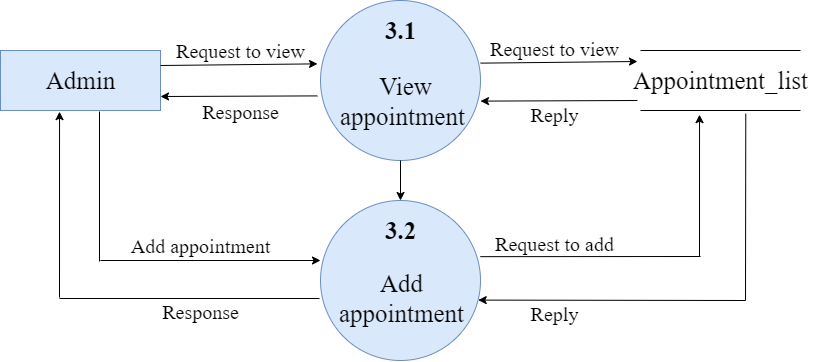 3.1
Request to view
Request to view
Admin
View
appointment
Appointment_list
Response
Reply
3.2
Add appointment
Request to add
Add
appointment
Response
Reply